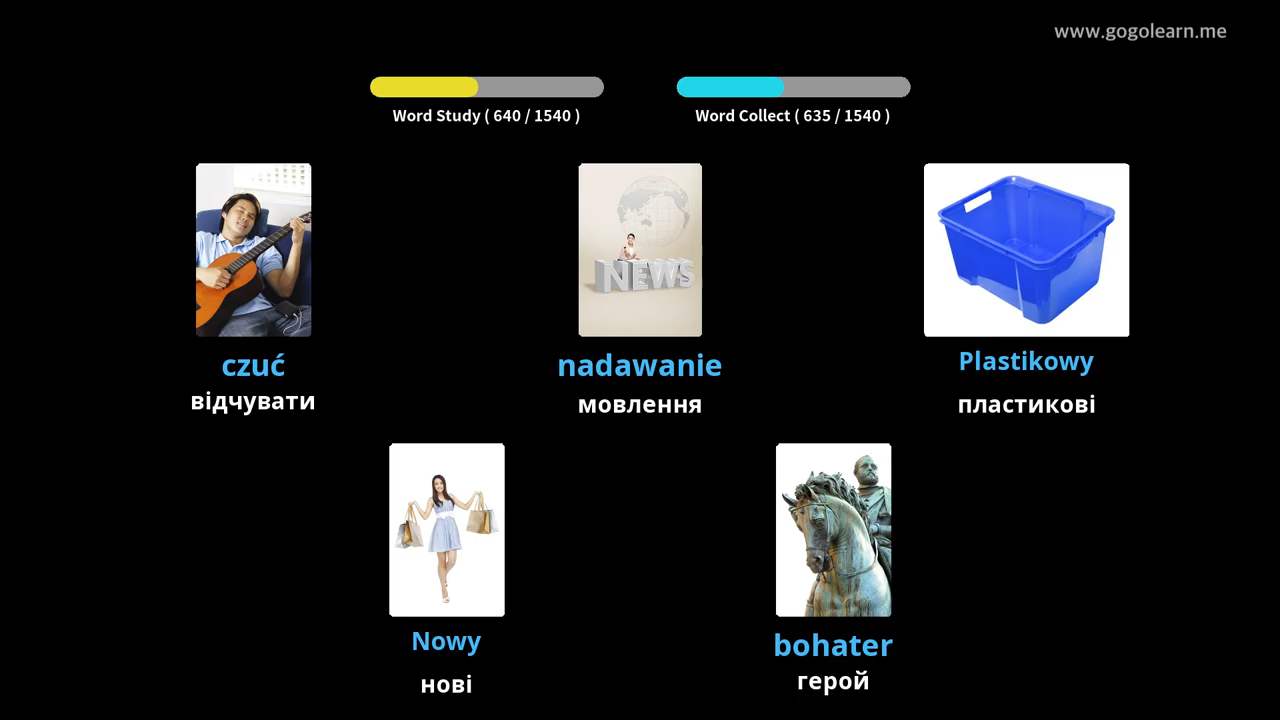 www.gogolearn.me
Word Study ( 640 / 1540 )
Word Collect ( 635 / 1540 )
NEWS
czuć
відчувати
nadawanie
мовлення
Plastikowy
пластикові
Nowy
нові
bohater
герой